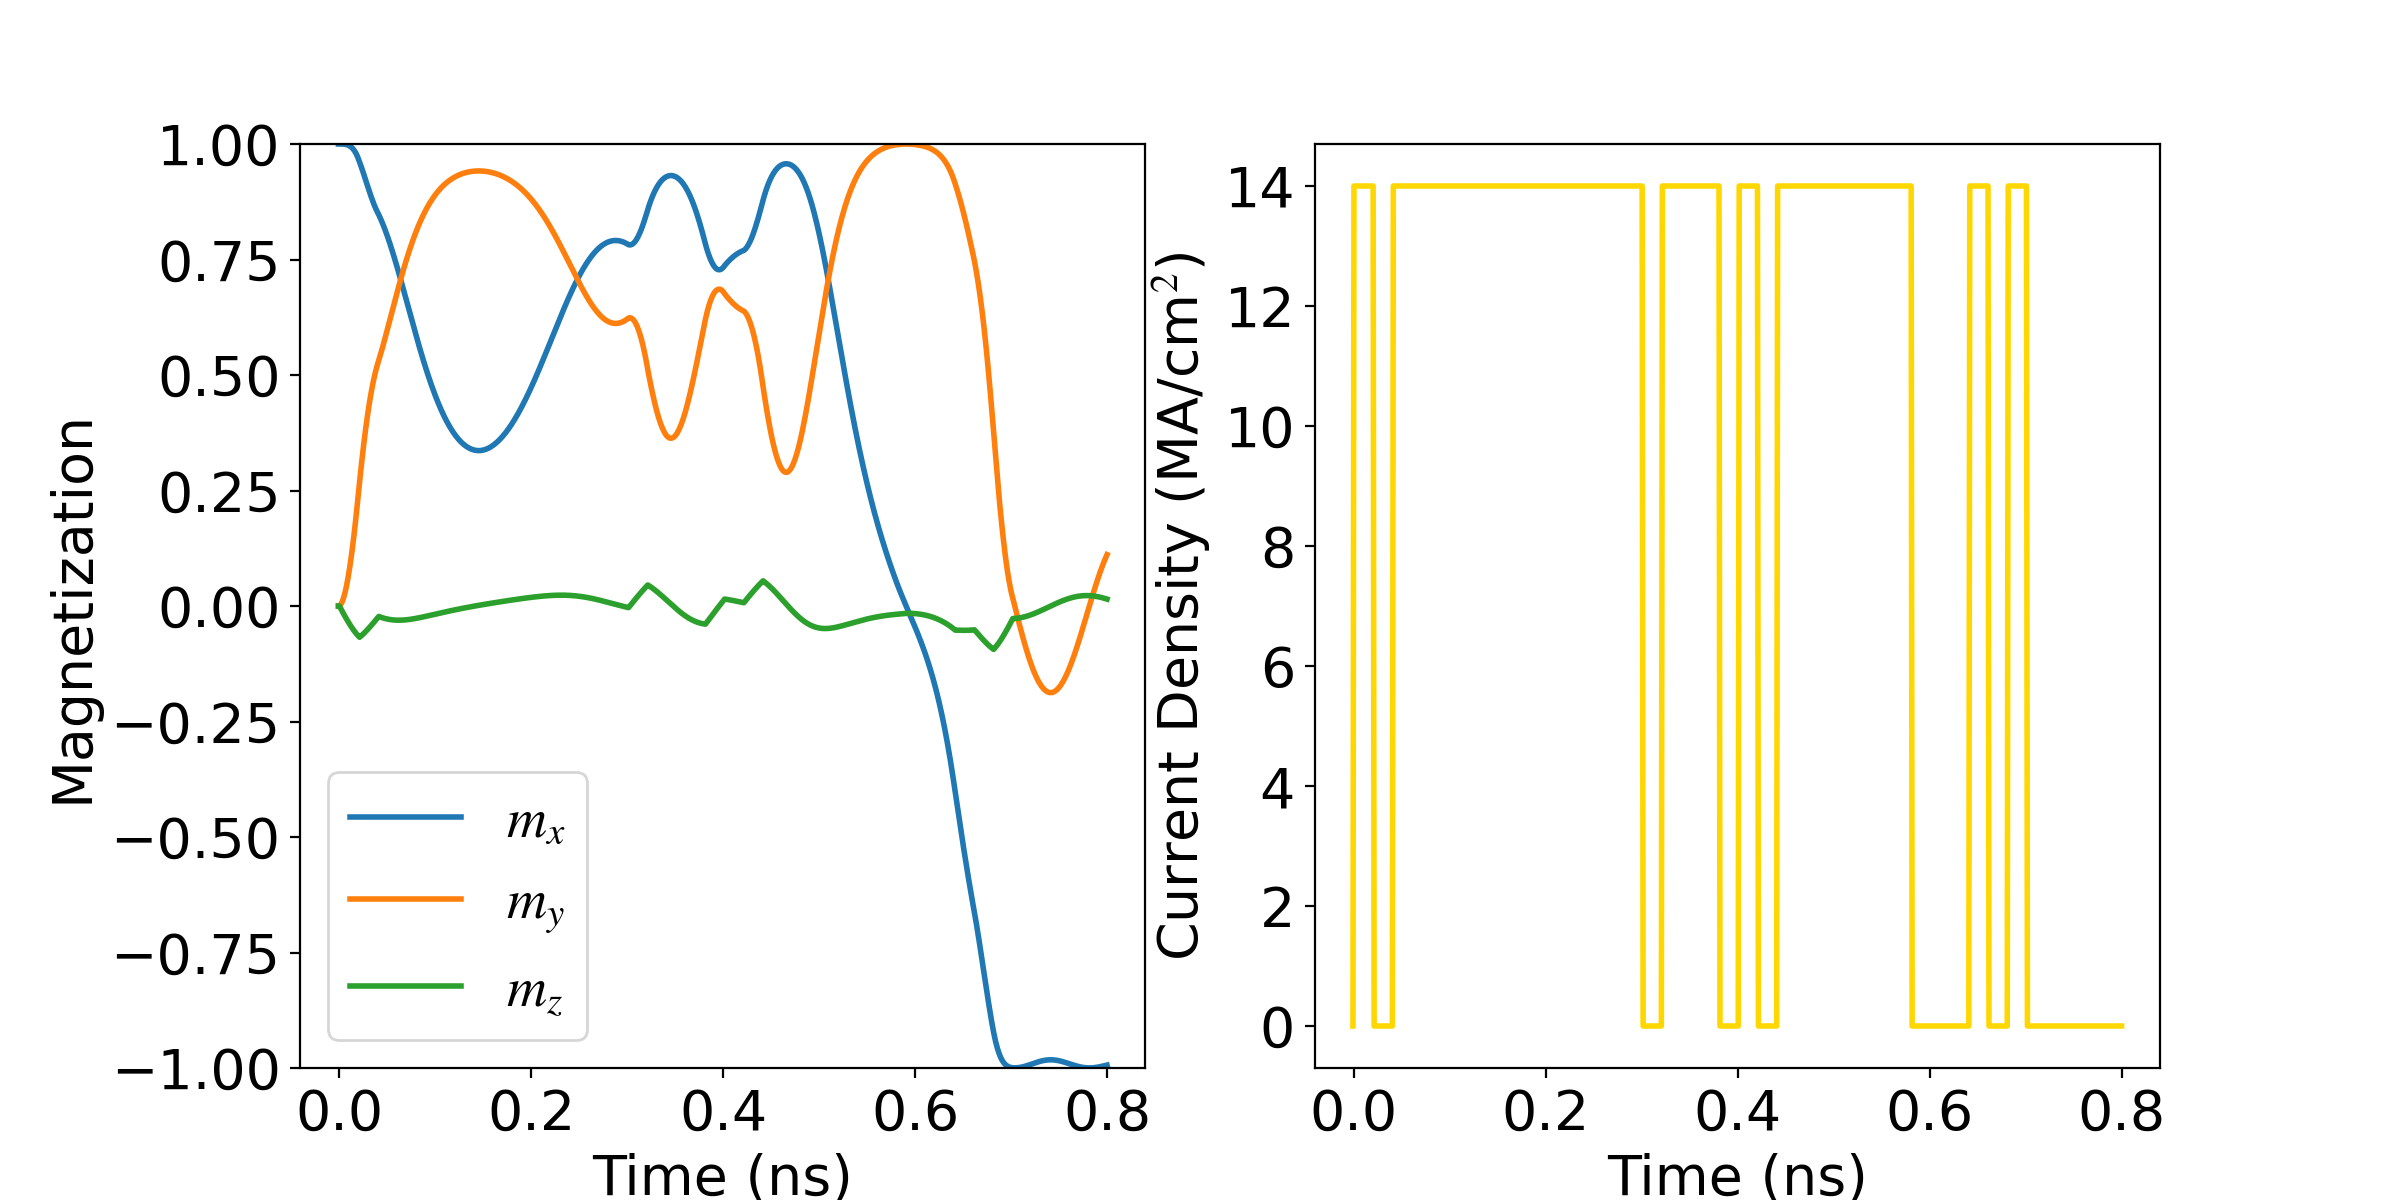 1.00
0.75
0.50
0.25
0.00
−0.25
−0.50
−0.75
−1.00
0.0 0.2 0.4 0.6 0.8
Time (ns)
Magnetization
m_x
m_y
m_z
14
12
10
8
6
4
2
0
0.0 0.2 0.4 0.6 0.8
Time (ns)
Current Density (MA/cm²)